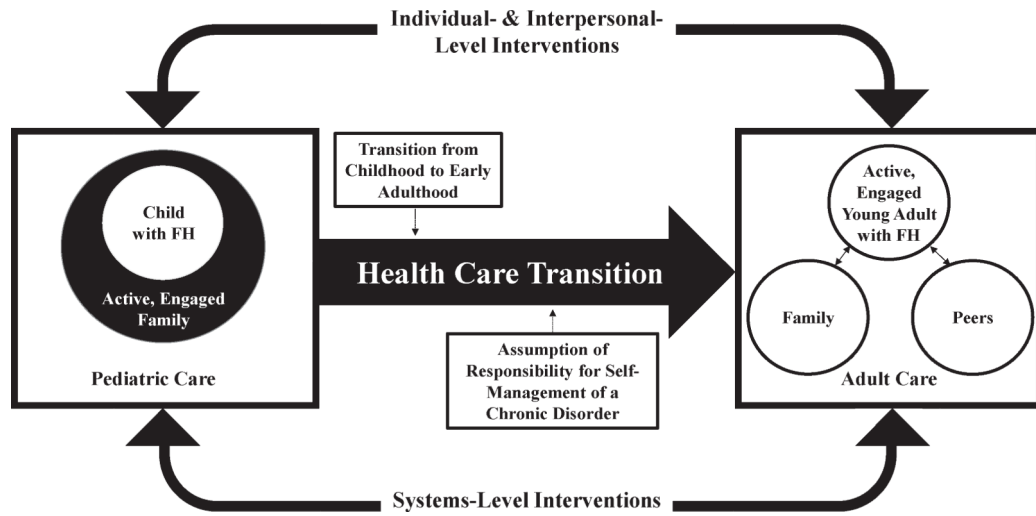 Individual- & Interpersonal-
Level Interventions
Child
with FH
Active, Engaged
Family
Pediatric Care
Transition from
Childhood to Early
Adulthood
Health Care Transition
Assumption of
Responsibility for Self-
Management of a
Chronic Disorder
Active,
Engaged
Young Adult
with FH
Family
Peers
Adult Care
Systems-Level Interventions